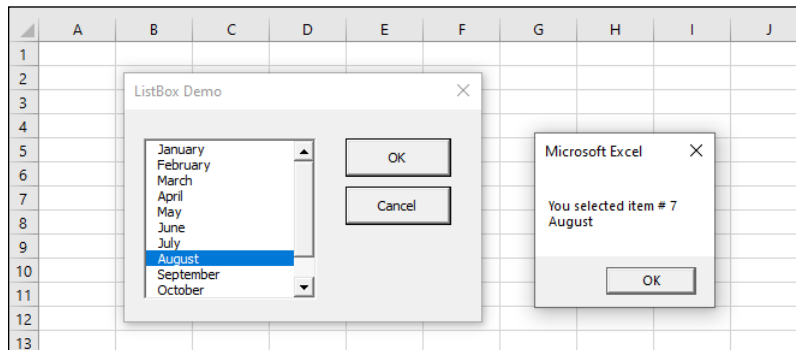 A B C D E F G H I J
1
2
3
4
5
6
7
8
9
10
11
12
13
ListBox Demo
January
February
March
April
May
June
July
August
September
October
OK
Cancel
Microsoft Excel
You selected item # 7
August
OK